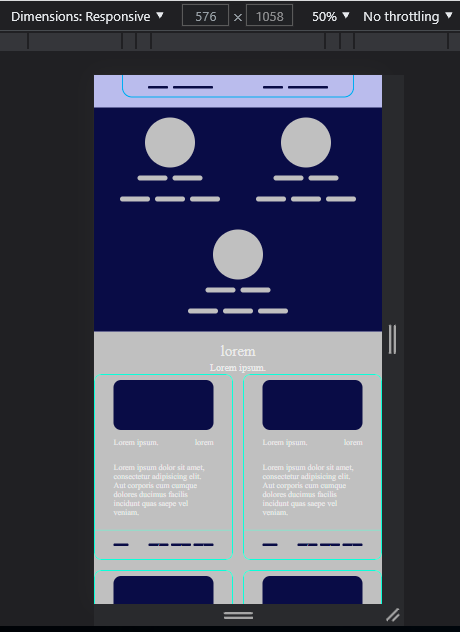 Dimensions: Responsive ▼ 576 × 1058 50% ▼ No throttling ▼
lorem
Lorem ipsum.
Lorem ipsum. lorem
Lorem ipsum dolor sit amet,
consectetur adipisicing elit.
Aut corporis cum cumque
dolores ducimus facilis
incidunt quas saepe vel
veniam.
Lorem ipsum. lorem
Lorem ipsum dolor sit amet,
consectetur adipisicing elit.
Aut corporis cum cumque
dolores ducimus facilis
incidunt quas saepe vel
veniam.